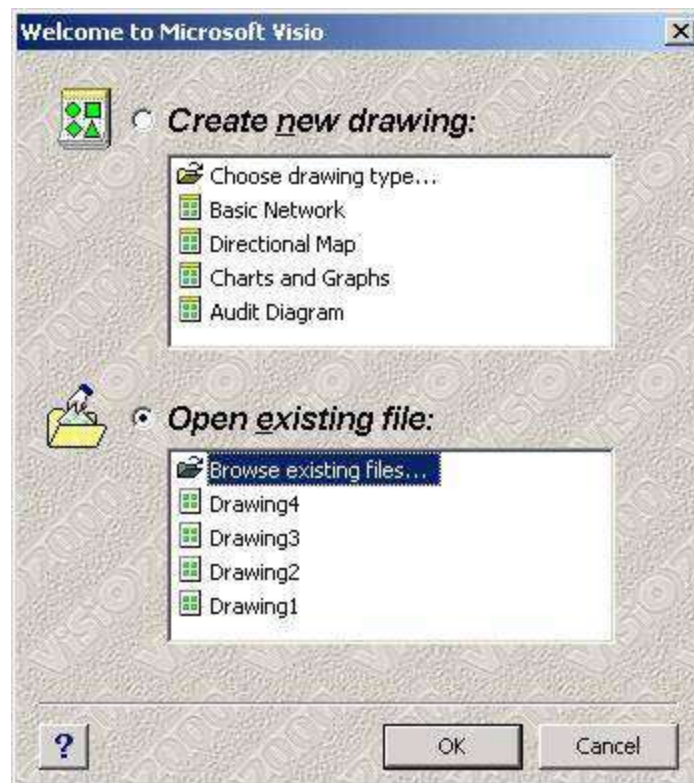 Welcome to Microsoft Visio
Create new drawing:
Choose drawing type...
Basic Network
Directional Map
Charts and Graphs
Audit Diagram
Open existing file:
Browse existing files...
Drawing4
Drawing3
Drawing2
Drawing1
?
OK
Cancel